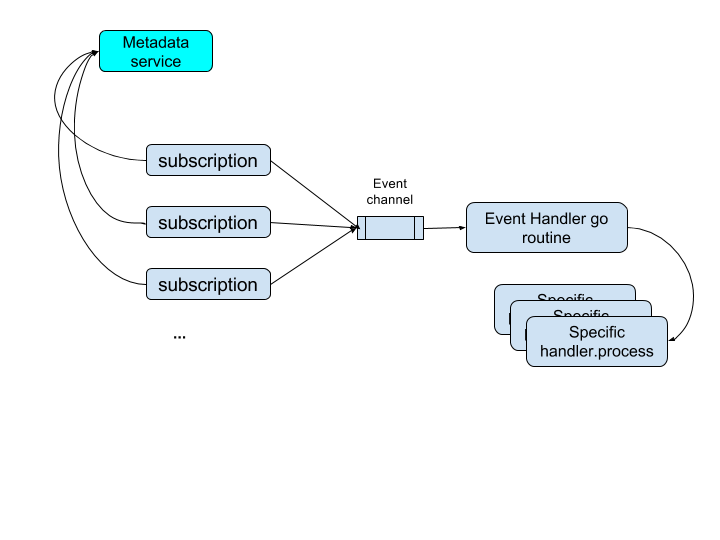 Metadata
service
subscription
Event
channel
subscription
Event Handler go
routine
subscription
Specific
Specific
Specific
handler.process
...